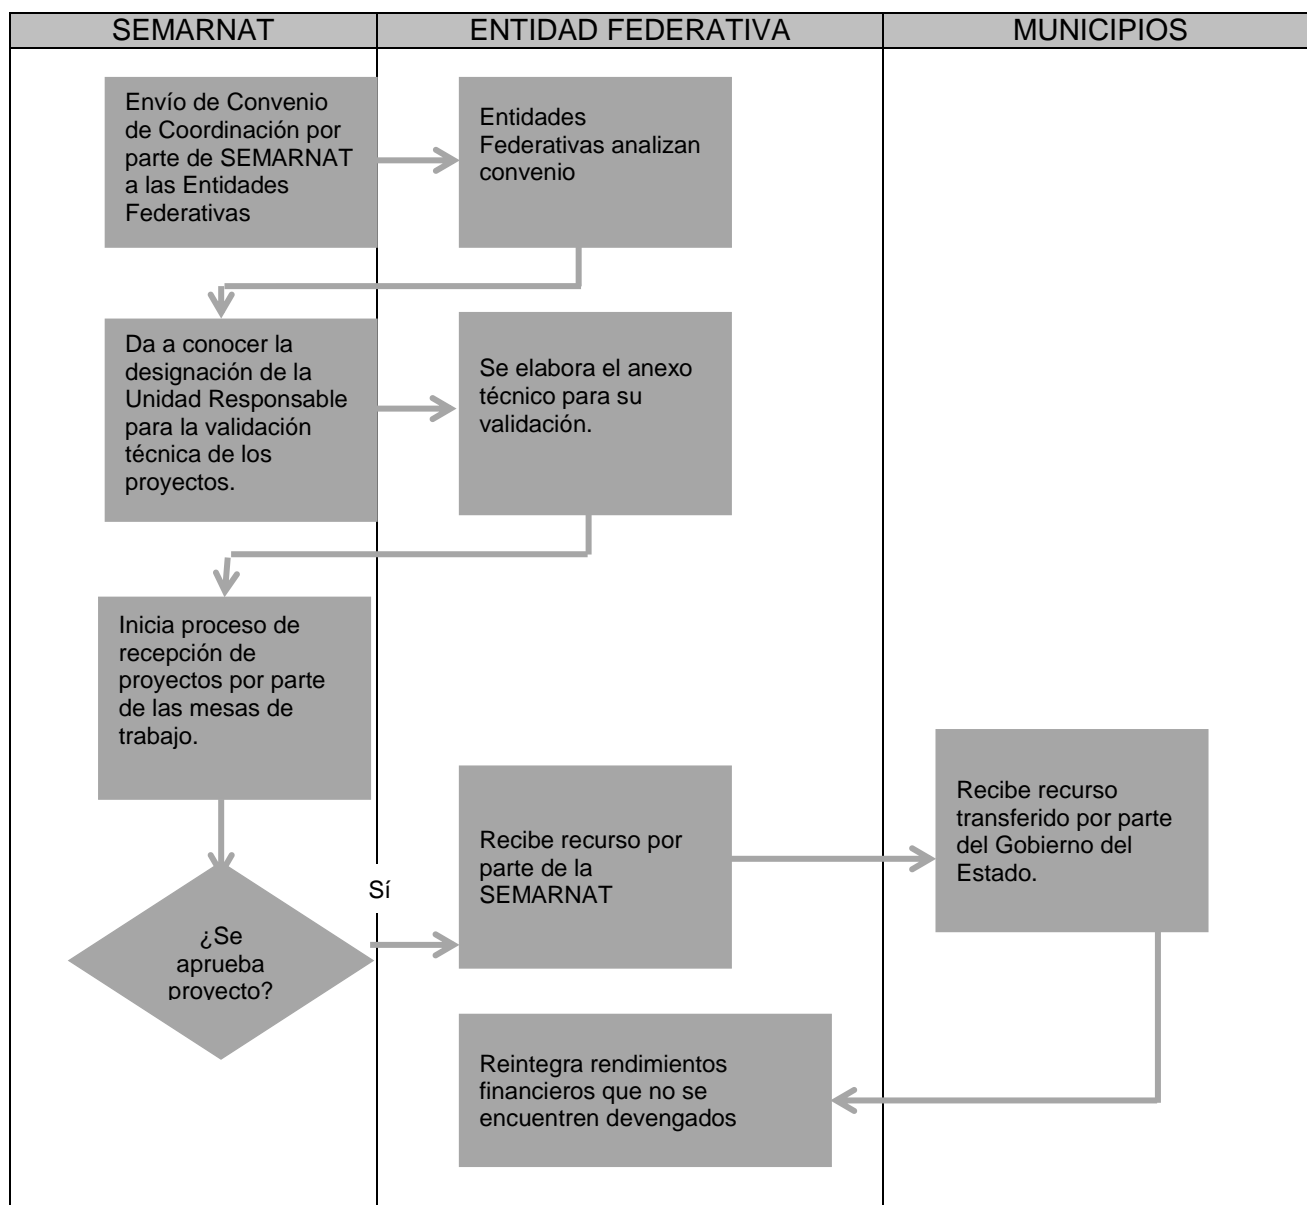 SEMARNAT
ENTIDAD FEDERATIVA
MUNICIPIOS
Envío de Convenio
de Coordinación por
parte de SEMARNAT
a las Entidades
Federativas
Entidades
Federativas analizan
convenio
Da a conocer la
designación de la
Unidad Responsable
para la validación
técnica de los
proyectos.
Se elabora el anexo
técnico para su
validación.
Inicia proceso de
recepción de
proyectos por parte
de las mesas de
trabajo.
¿Se
aprueba
proyecto?
Sí
Recibe recurso por
parte de la
SEMARNAT
Recibe recurso
transferido por parte
del Gobierno del
Estado.
Reintegra rendimientos
financieros que no se
encuentren devengados